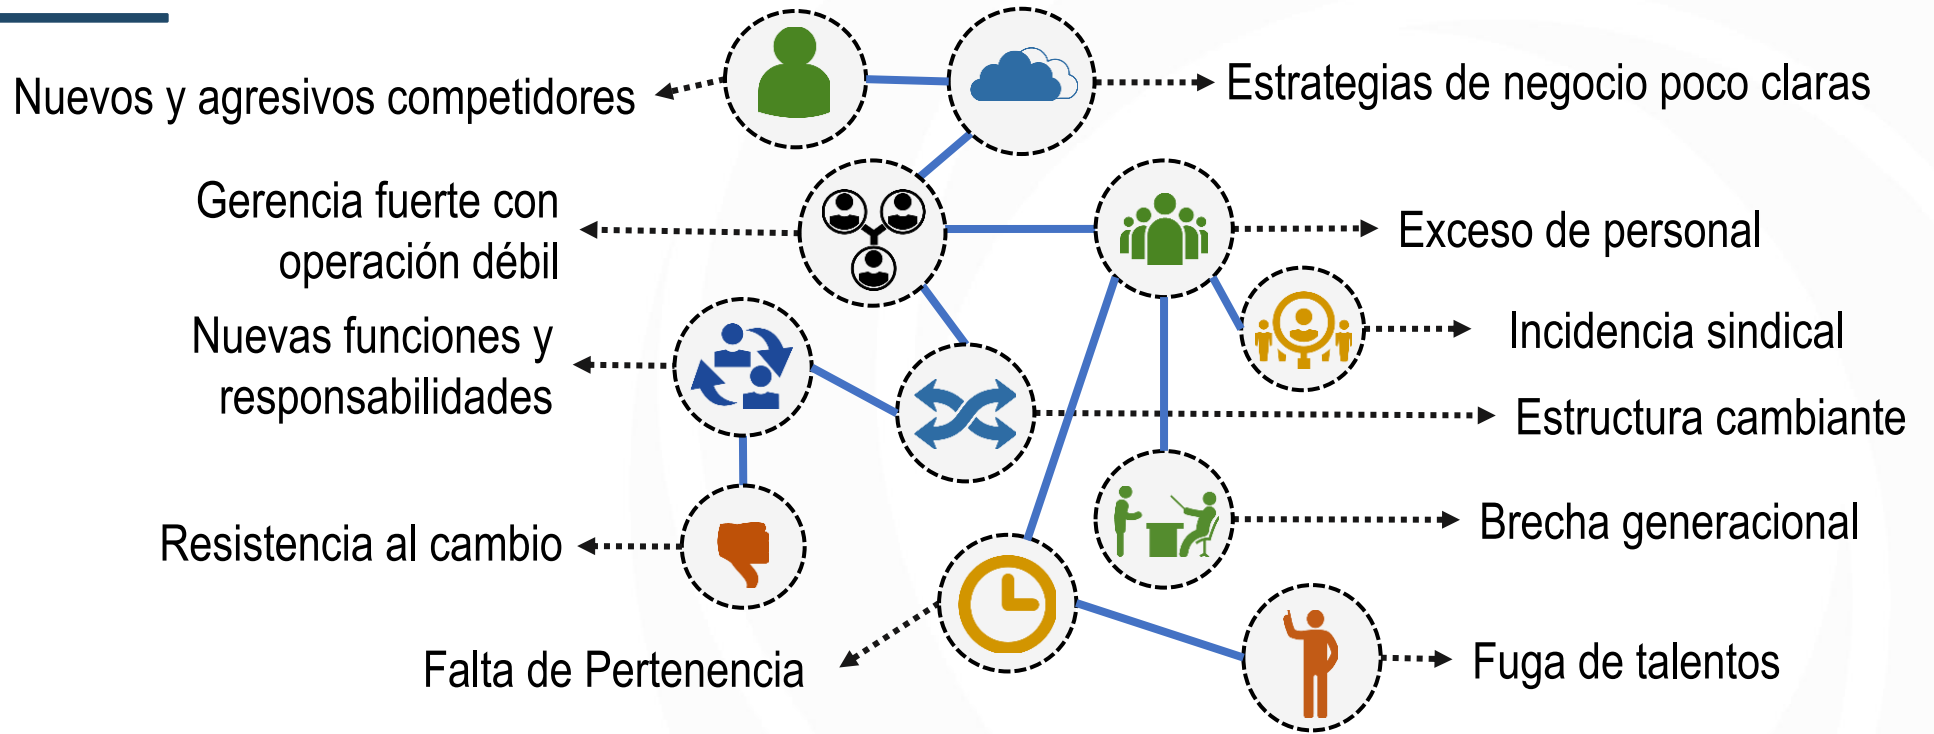 Nuevos y agresivos competidores
Estrategias de negocio poco claras
Gerencia fuerte con
operación débil
Exceso de personal
Nuevas funciones y
responsabilidades
Incidencia sindical
Estructura cambiante
Resistencia al cambio
Brecha generacional
Falta de Pertenencia
Fuga de talentos